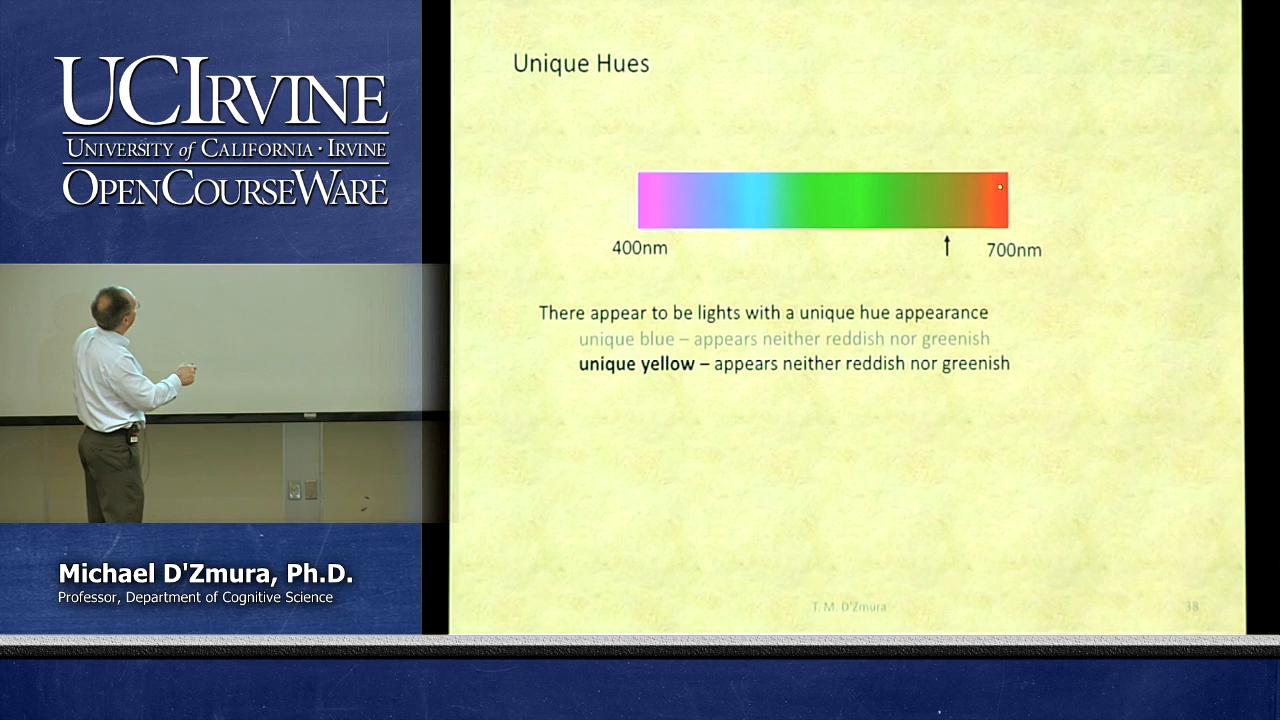 UCIRVINE
UNIVERSITY of CALIFORNIA · IRVINE
OPENCOURSEWARE
Michael D'Zmura, Ph.D.
Professor, Department of Cognitive Science
Unique Hues
400nm
700nm
There appear to be lights with a unique hue appearance
unique blue – appears neither reddish nor greenish
unique yellow – appears neither reddish nor greenish
T. M. D'Zmura
38